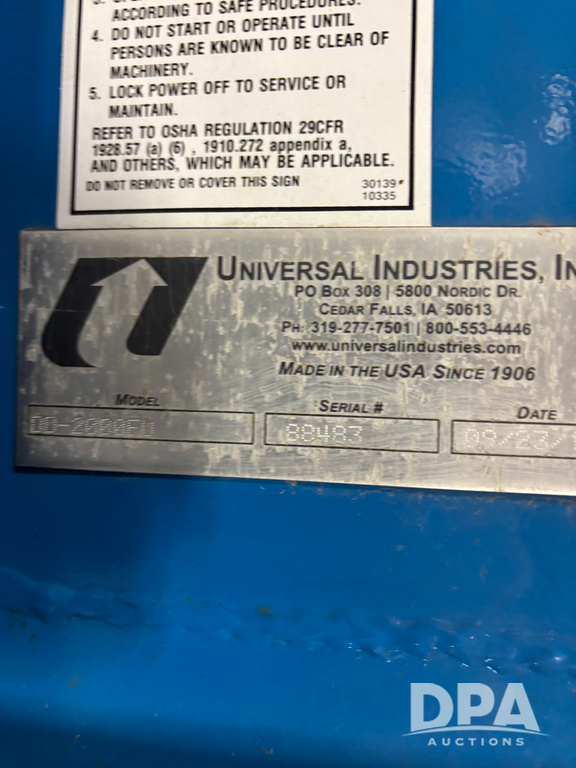 ACCORDING TO SAFE PROCEDURES.
4. DO NOT START OR OPERATE UNTIL
PERSONS ARE KNOWN TO BE CLEAR OF
MACHINERY.
5. LOCK POWER OFF TO SERVICE OR
MAINTAIN.
REFER TO OSHA REGULATION 29CFR
1928.57 (a) (6) , 1910.272 appendix a,
AND OTHERS, WHICH MAY BE APPLICABLE.
DO NOT REMOVE OR COVER THIS SIGN
30139*
10335
UNIVERSAL INDUSTRIES,
PO BOX 308 | 5800 NORDIC DR.
CEDAR FALLS, IA 50613
PH: 319-277-7501 | 800-553-4446
www.universalindustries.com
MADE IN THE USA SINCE 1906
MODEL SERIAL # DATE
88483 09/23/
DPA
AUCTIONS